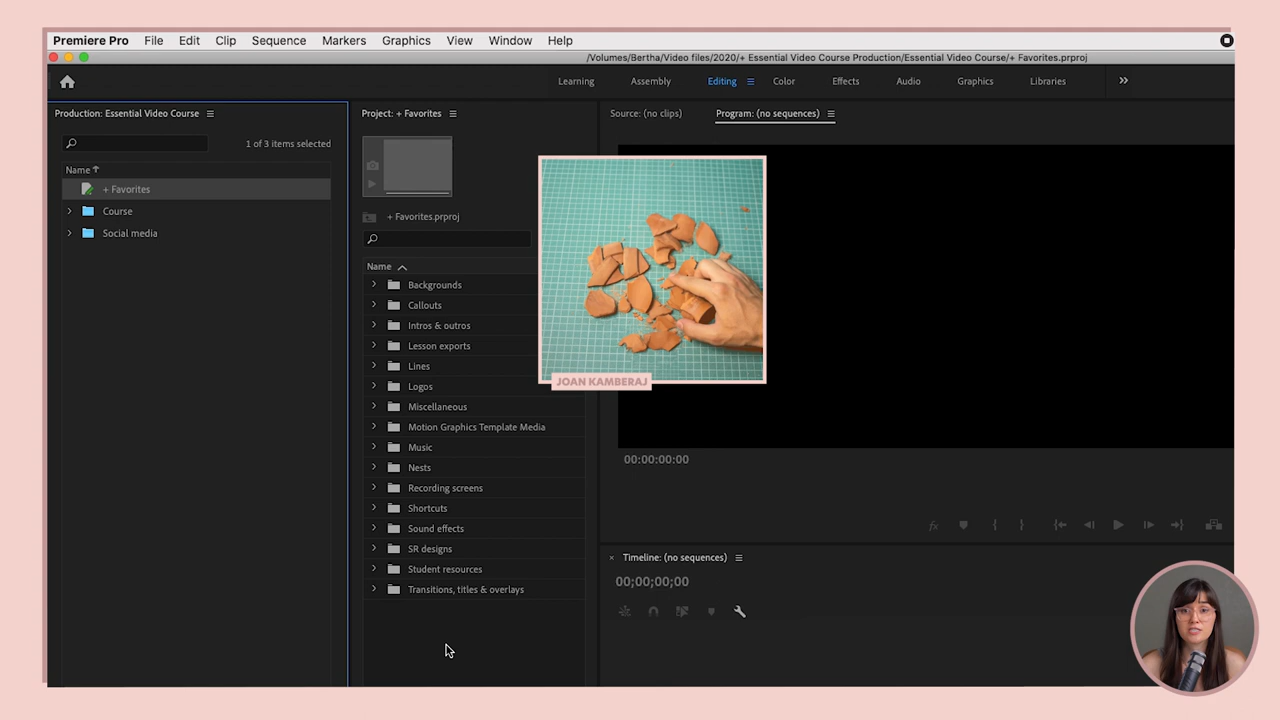 Premiere Pro File Edit Clip Sequence Markers Graphics View Window Help
/Volumes/Bertha/Video files/2020/+ Essential Video Course Production/Essential Video Course/+ Favorites.prproj
Learning Assembly Editing Color Effects Audio Graphics Libraries
Production: Essential Video Course
1 of 3 items selected
Name
+ Favorites
Course
Social media
Project: + Favorites
+ Favorites.prproj
Name
Backgrounds
Callouts
Intros & outros
Lesson exports
Lines
Logos
Miscellaneous
Motion Graphics Template Media
Music
Nests
Recording screens
Shortcuts
Sound effects
SR designs
Student resources
Transitions, titles & overlays
Source: (no clips) Program: (no sequences)
JOAN KAMBERAJ
00:00:00:00
fx
× Timeline: (no sequences)
00;00;00;00